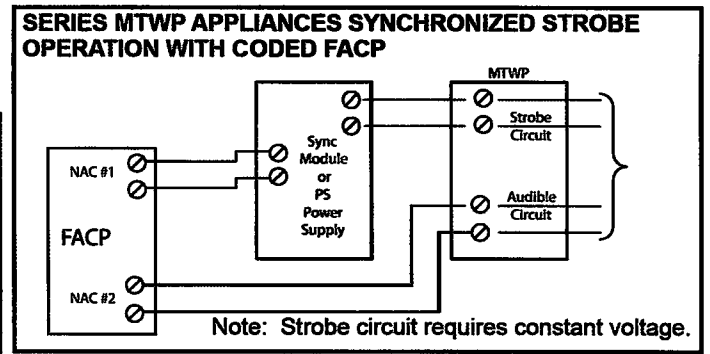 SERIES MTWP APPLIANCES SYNCHRONIZED STROBE
OPERATION WITH CODED FACP
MTWP
Strobe
Circuit
Sync
Module
or
PS
Power
Supply
NAC #1
FACP
Audible
Circuit
NAC #2
Note: Strobe circuit requires constant voltage.